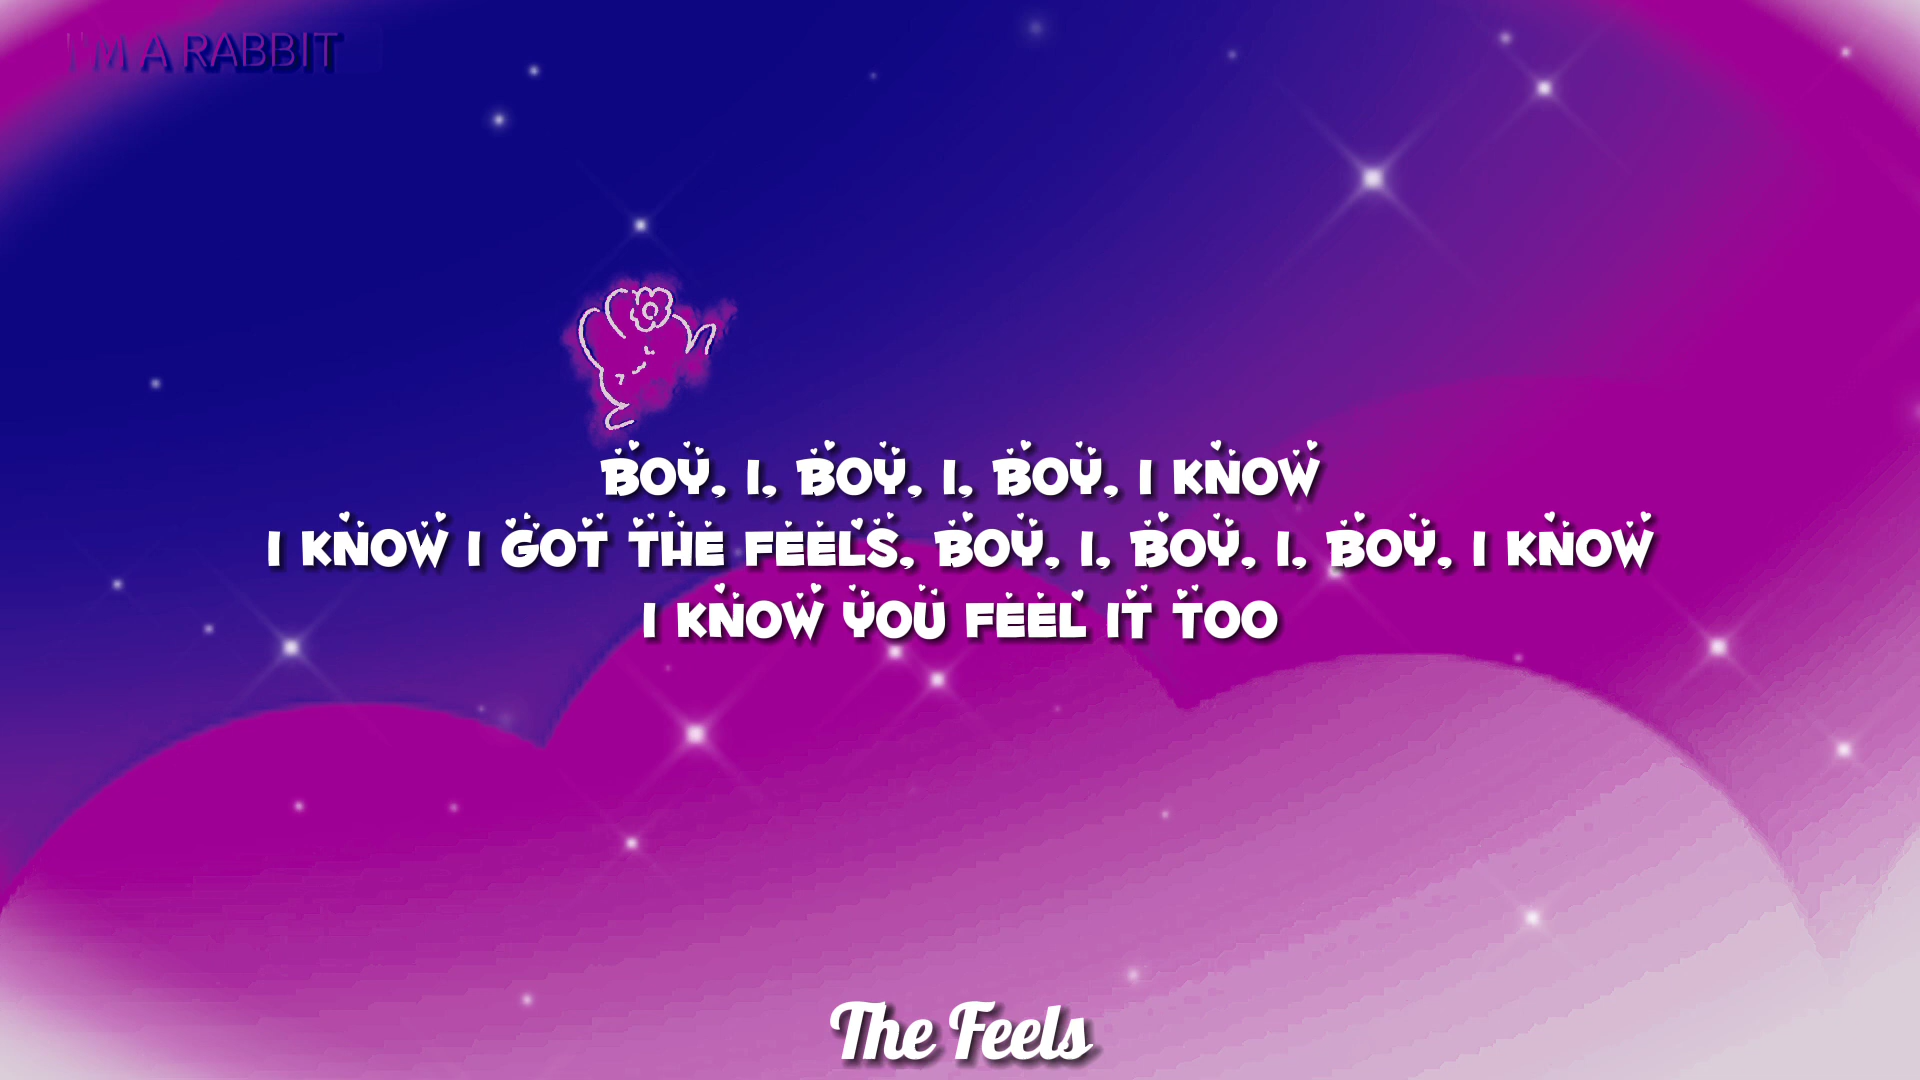 I'M A RABBIT
BOY, I, BOY, I, BOY, I KNOW
I KNOW I GOT THE FEELS, BOY, I, BOY, I, BOY, I KNOW
I KNOW YOU FEEL IT TOO
The Feels